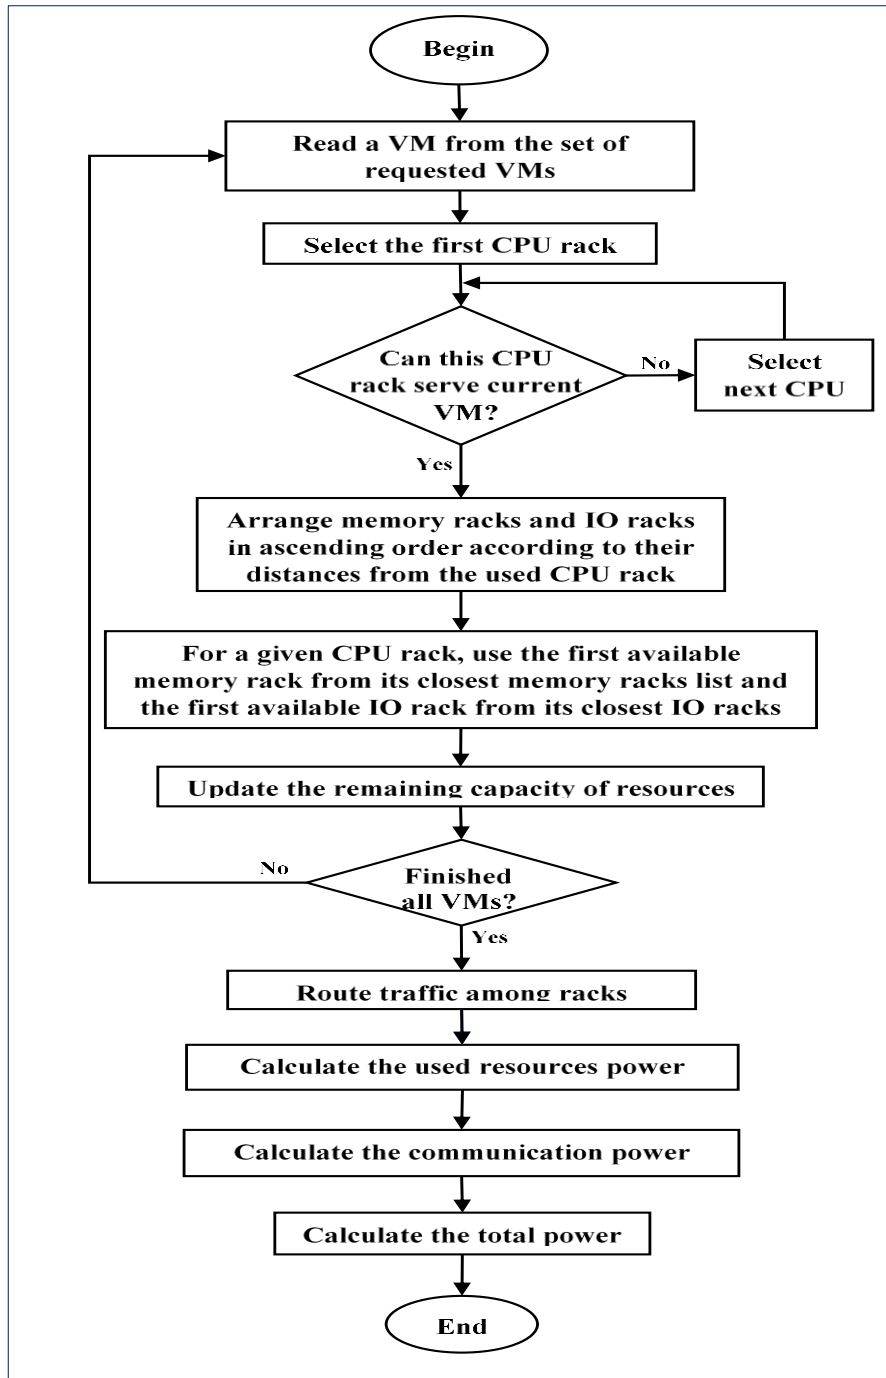 Begin
Read a VM from the set of
requested VMs
Select the first CPU rack
Can this CPU
rack serve current
VM?
No
Select
next CPU
Yes
Arrange memory racks and IO racks
in ascending order according to their
distances from the used CPU rack
For a given CPU rack, use the first available
memory rack from its closest memory racks list and
the first available IO rack from its closest IO racks
Update the remaining capacity of resources
No
Finished
all VMs?
Yes
Route traffic among racks
Calculate the used resources power
Calculate the communication power
Calculate the total power
End